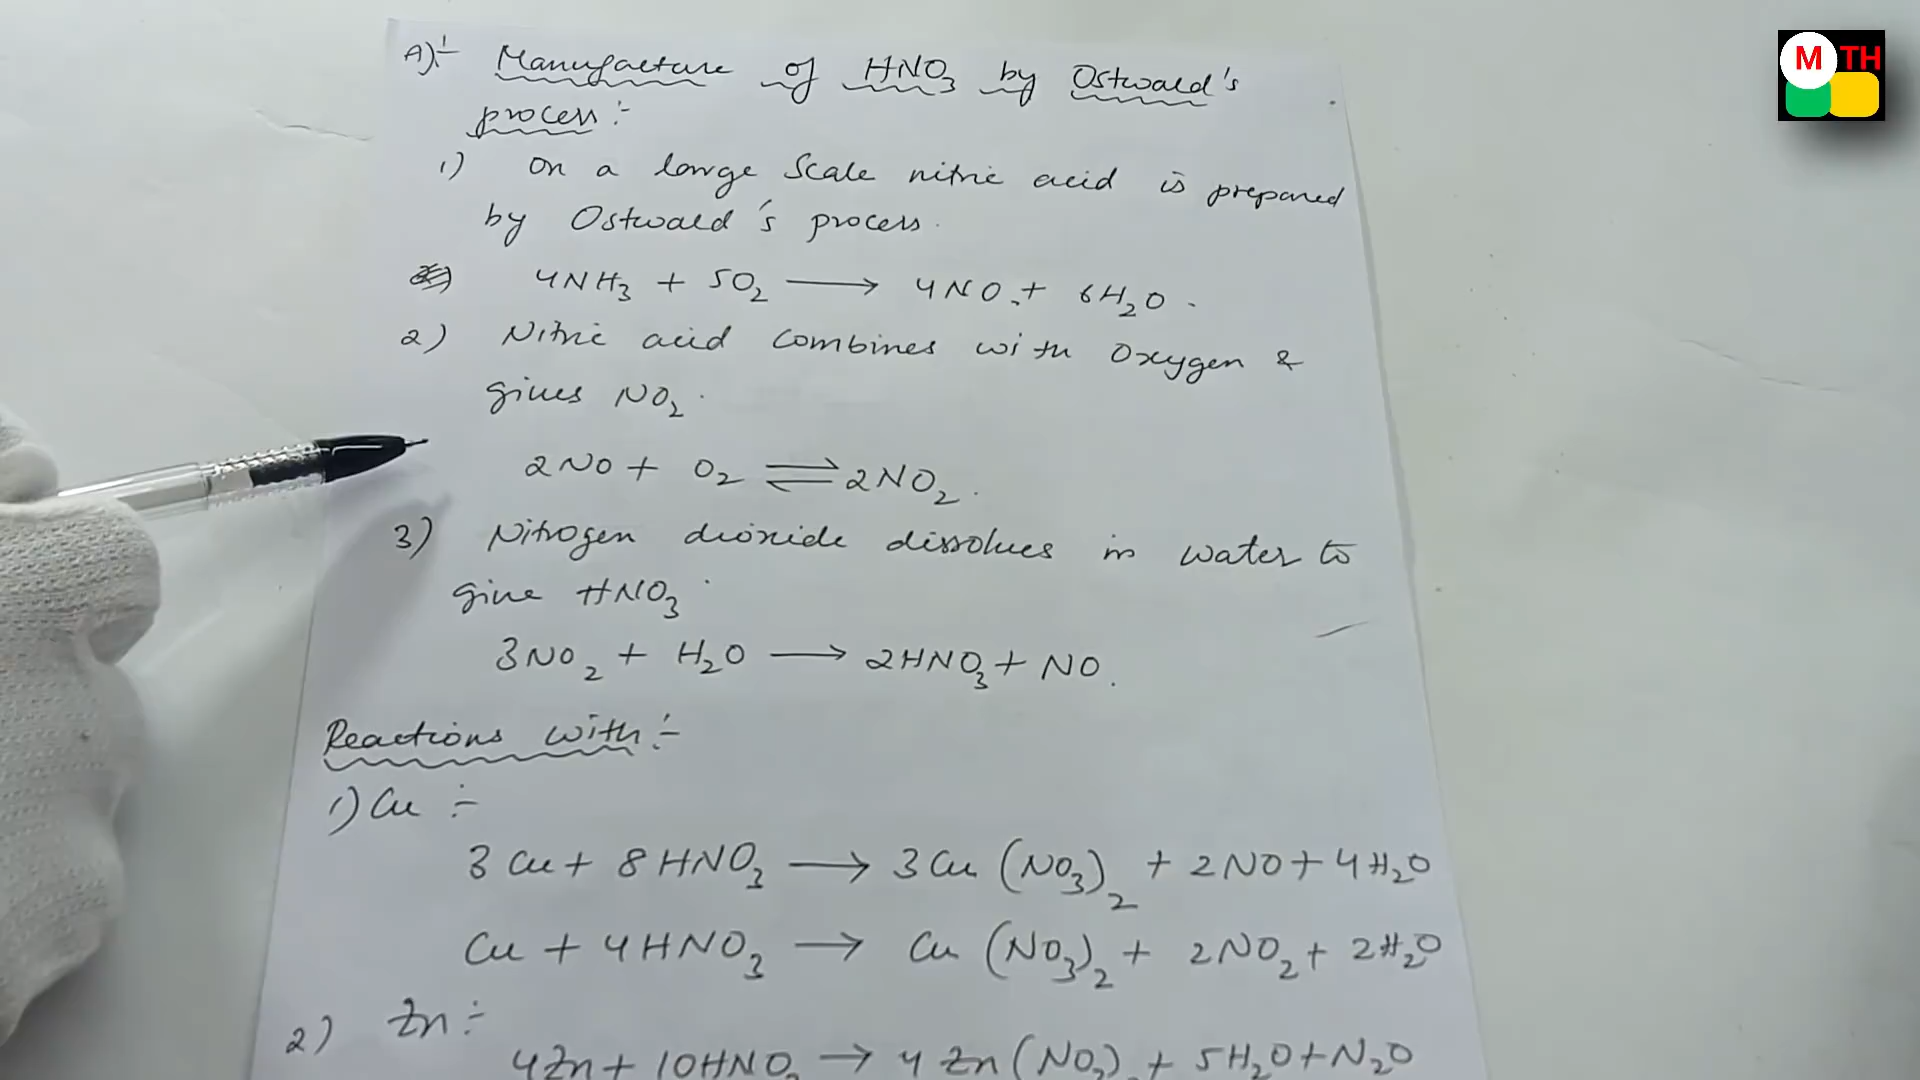 M TH
A):- Manufacture of HNO3 by Ostwald's
process :-
1) On a large Scale nitric acid is prepared
by Ostwald's process.
4NH3 + 5O2 ⟶ 4NO + 6H2O.
2) Nitric acid combines with Oxygen &
gives NO2.
2NO + O2 ⇌ 2NO2.
3) Nitrogen dioxide dissolves in water to
give HNO3.
3NO2 + H2O ⟶ 2HNO3 + NO.
Reactions with :-
1) Cu :-
3Cu + 8HNO3 ⟶ 3Cu(NO3)2 + 2NO + 4H2O
Cu + 4HNO3 → Cu(NO3)2 + 2NO2 + 2H2O
2) Zn :-
4Zn + 10HNO3 → 4Zn(NO3) + 5H2O + N2O